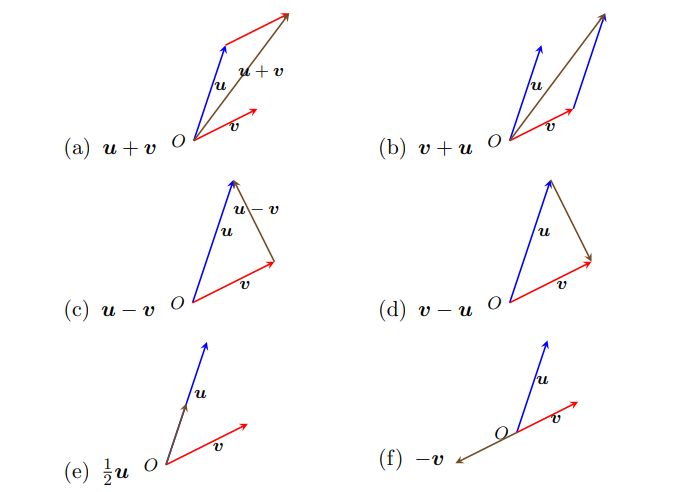 u
u + v
v
(a) u + v O
u
v
(b) v + u O
u − v
u
v
(c) u − v O
u
v
(d) v − u O
u
v
(e) ½u O
u
v
O
(f) −v